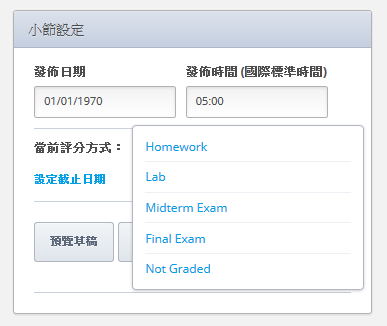 小節設定
發佈日期
發佈時間 (國際標準時間)
01/01/1970
05:00
當前評分方式：
設定截止日期
預覽草稿
Homework
Lab
Midterm Exam
Final Exam
Not Graded